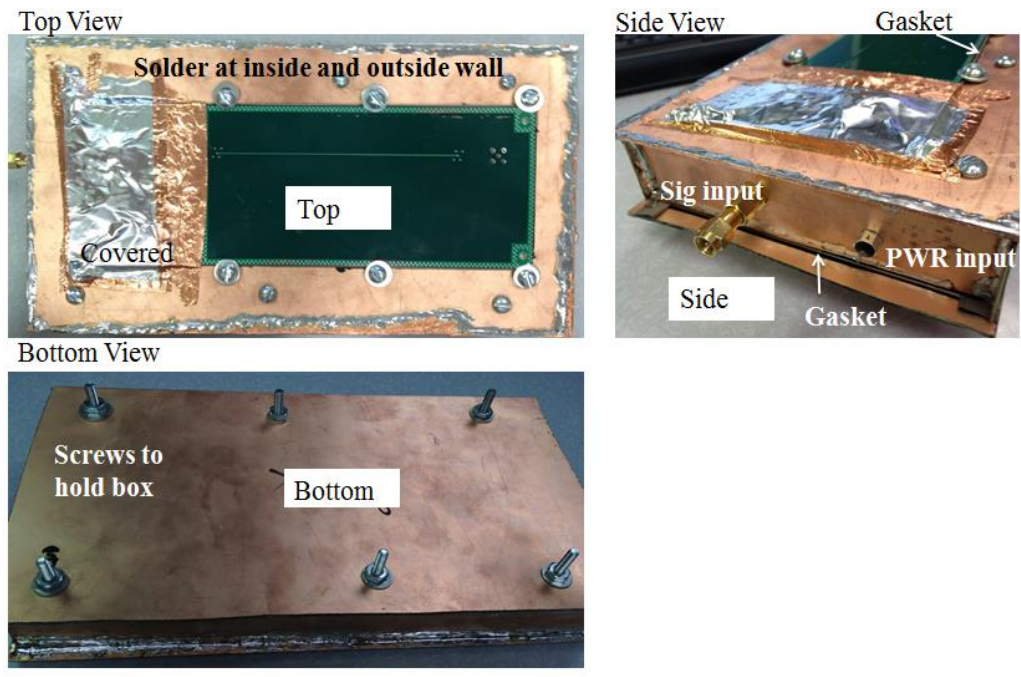 Top View
Solder at inside and outside wall
Top
Covered
Side View
Gasket
Sig input
PWR input
Side
Gasket
Bottom View
Screws to
hold box
Bottom